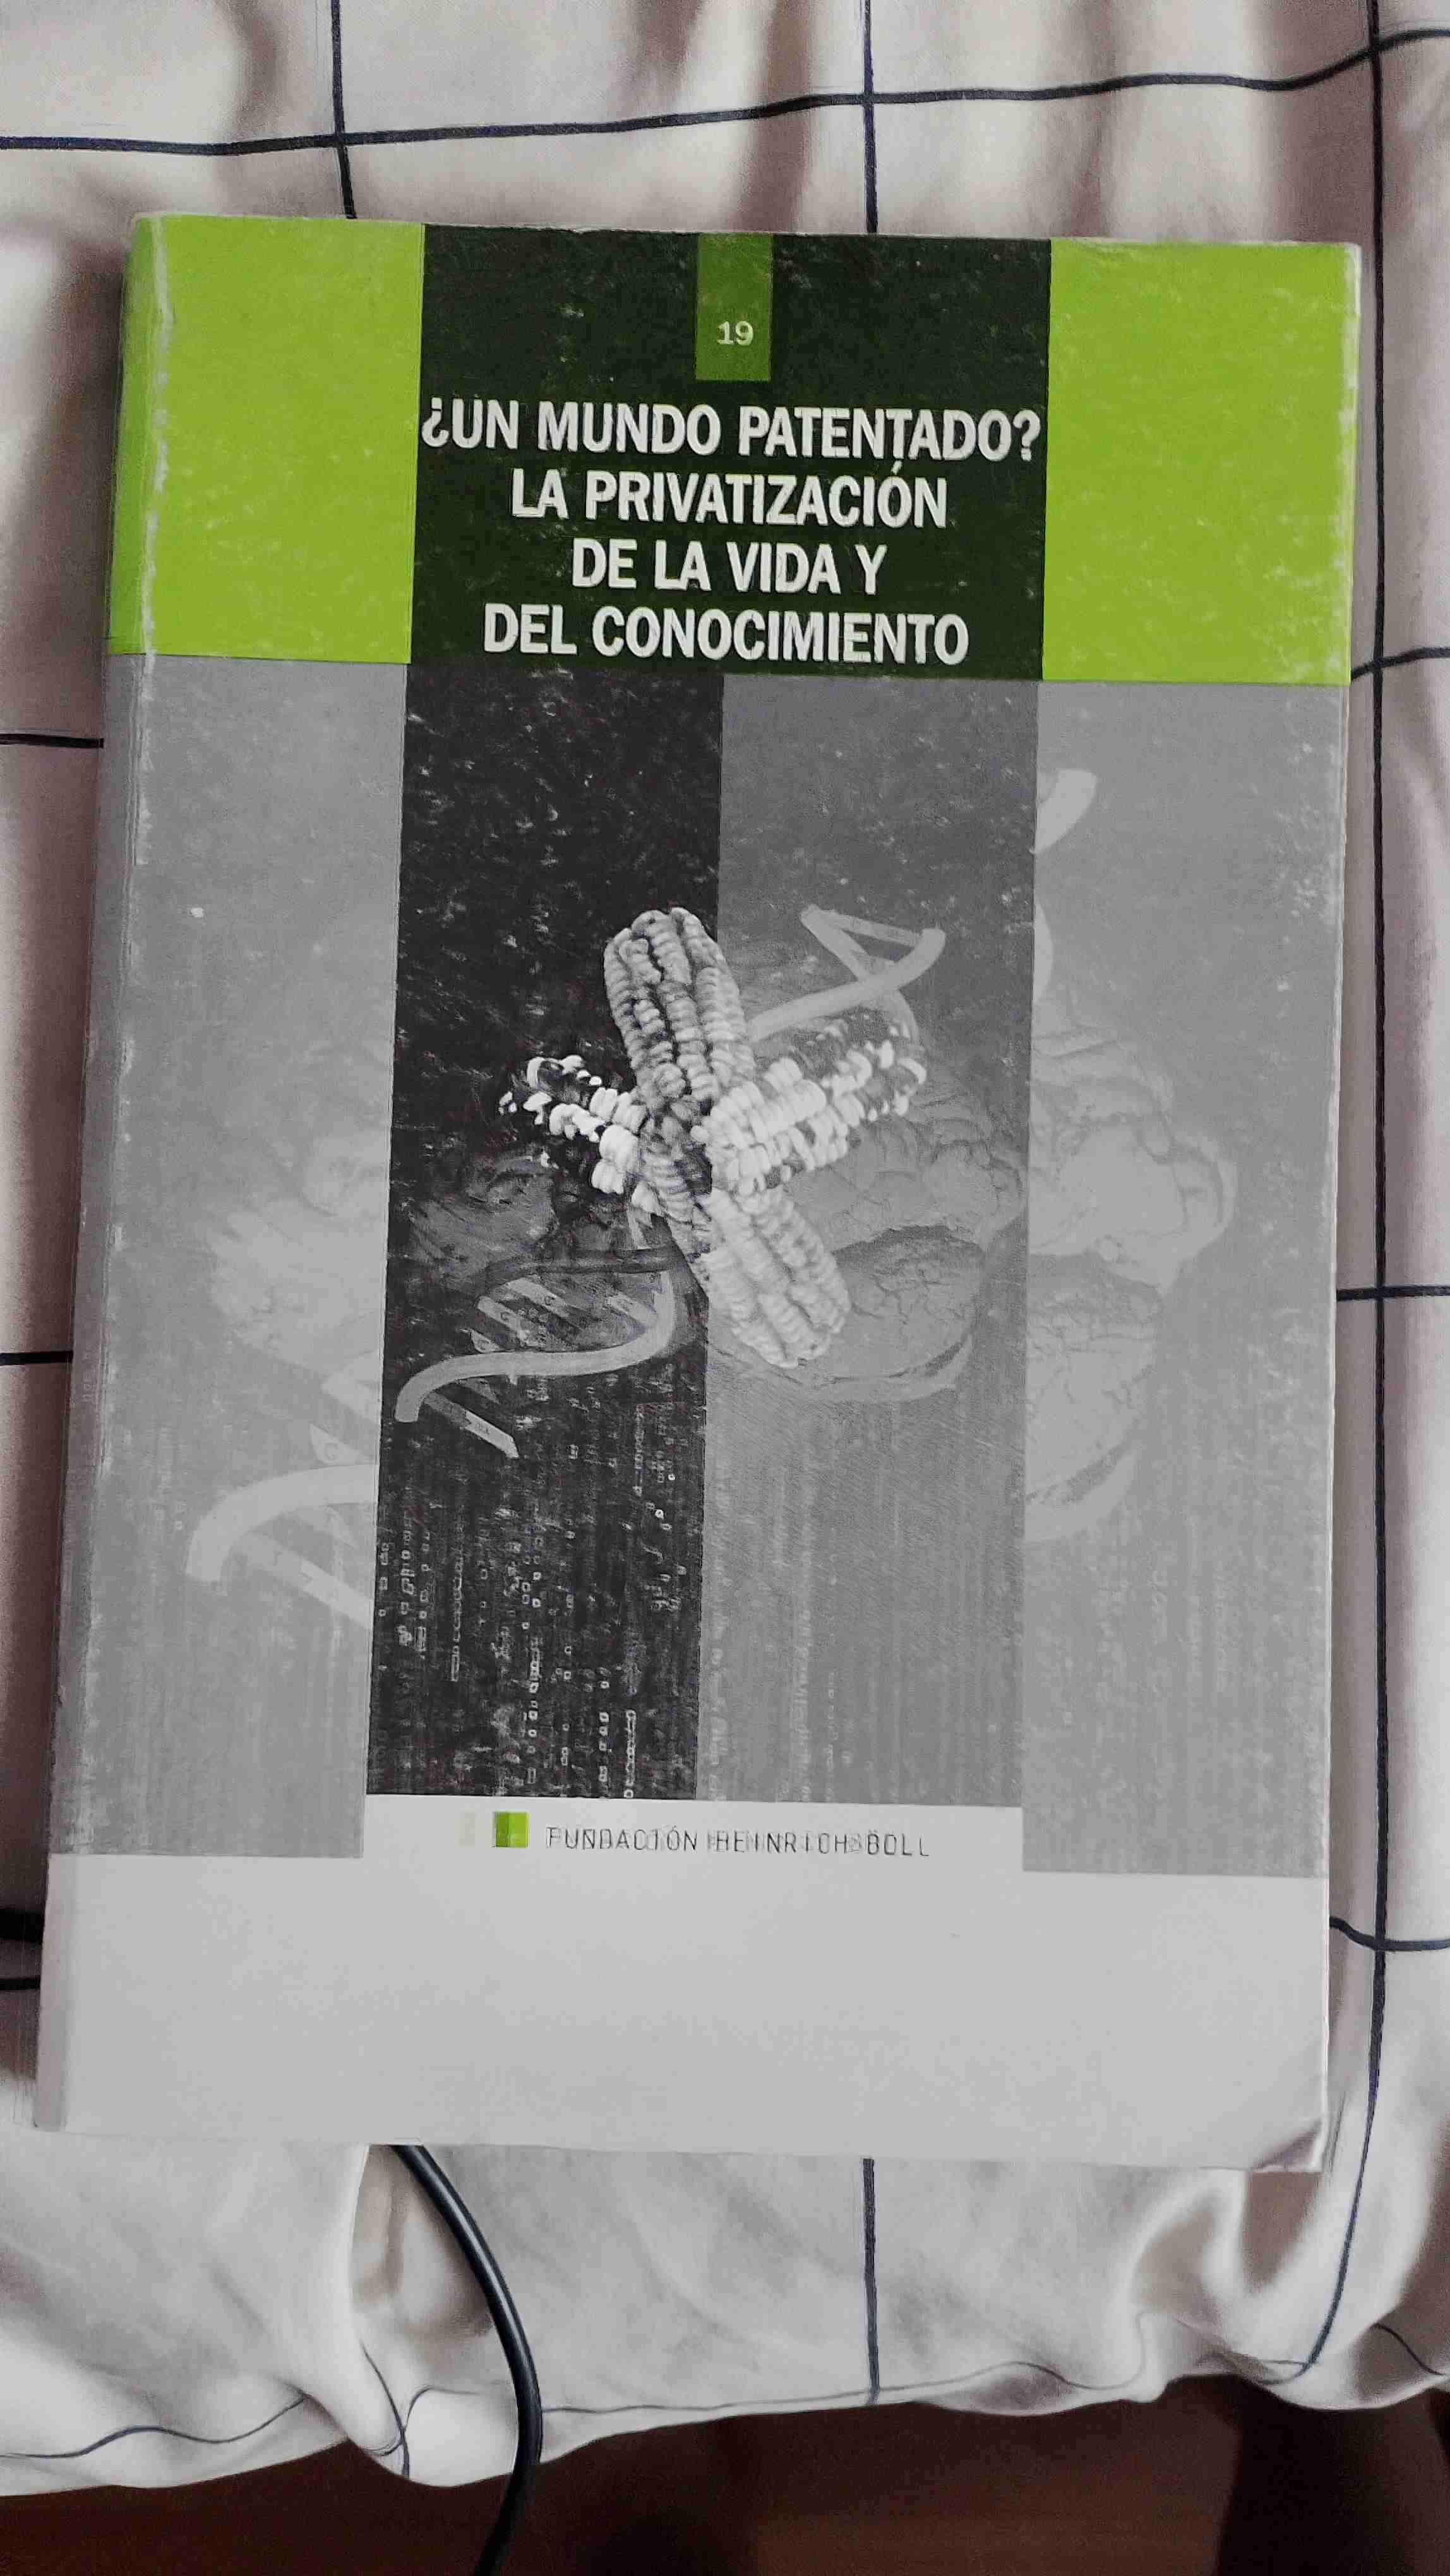 19
¿UN MUNDO PATENTADO?
LA PRIVATIZACIÓN
DE LA VIDA Y
DEL CONOCIMIENTO
FUNDACIÓN HEINRICH BÖLL